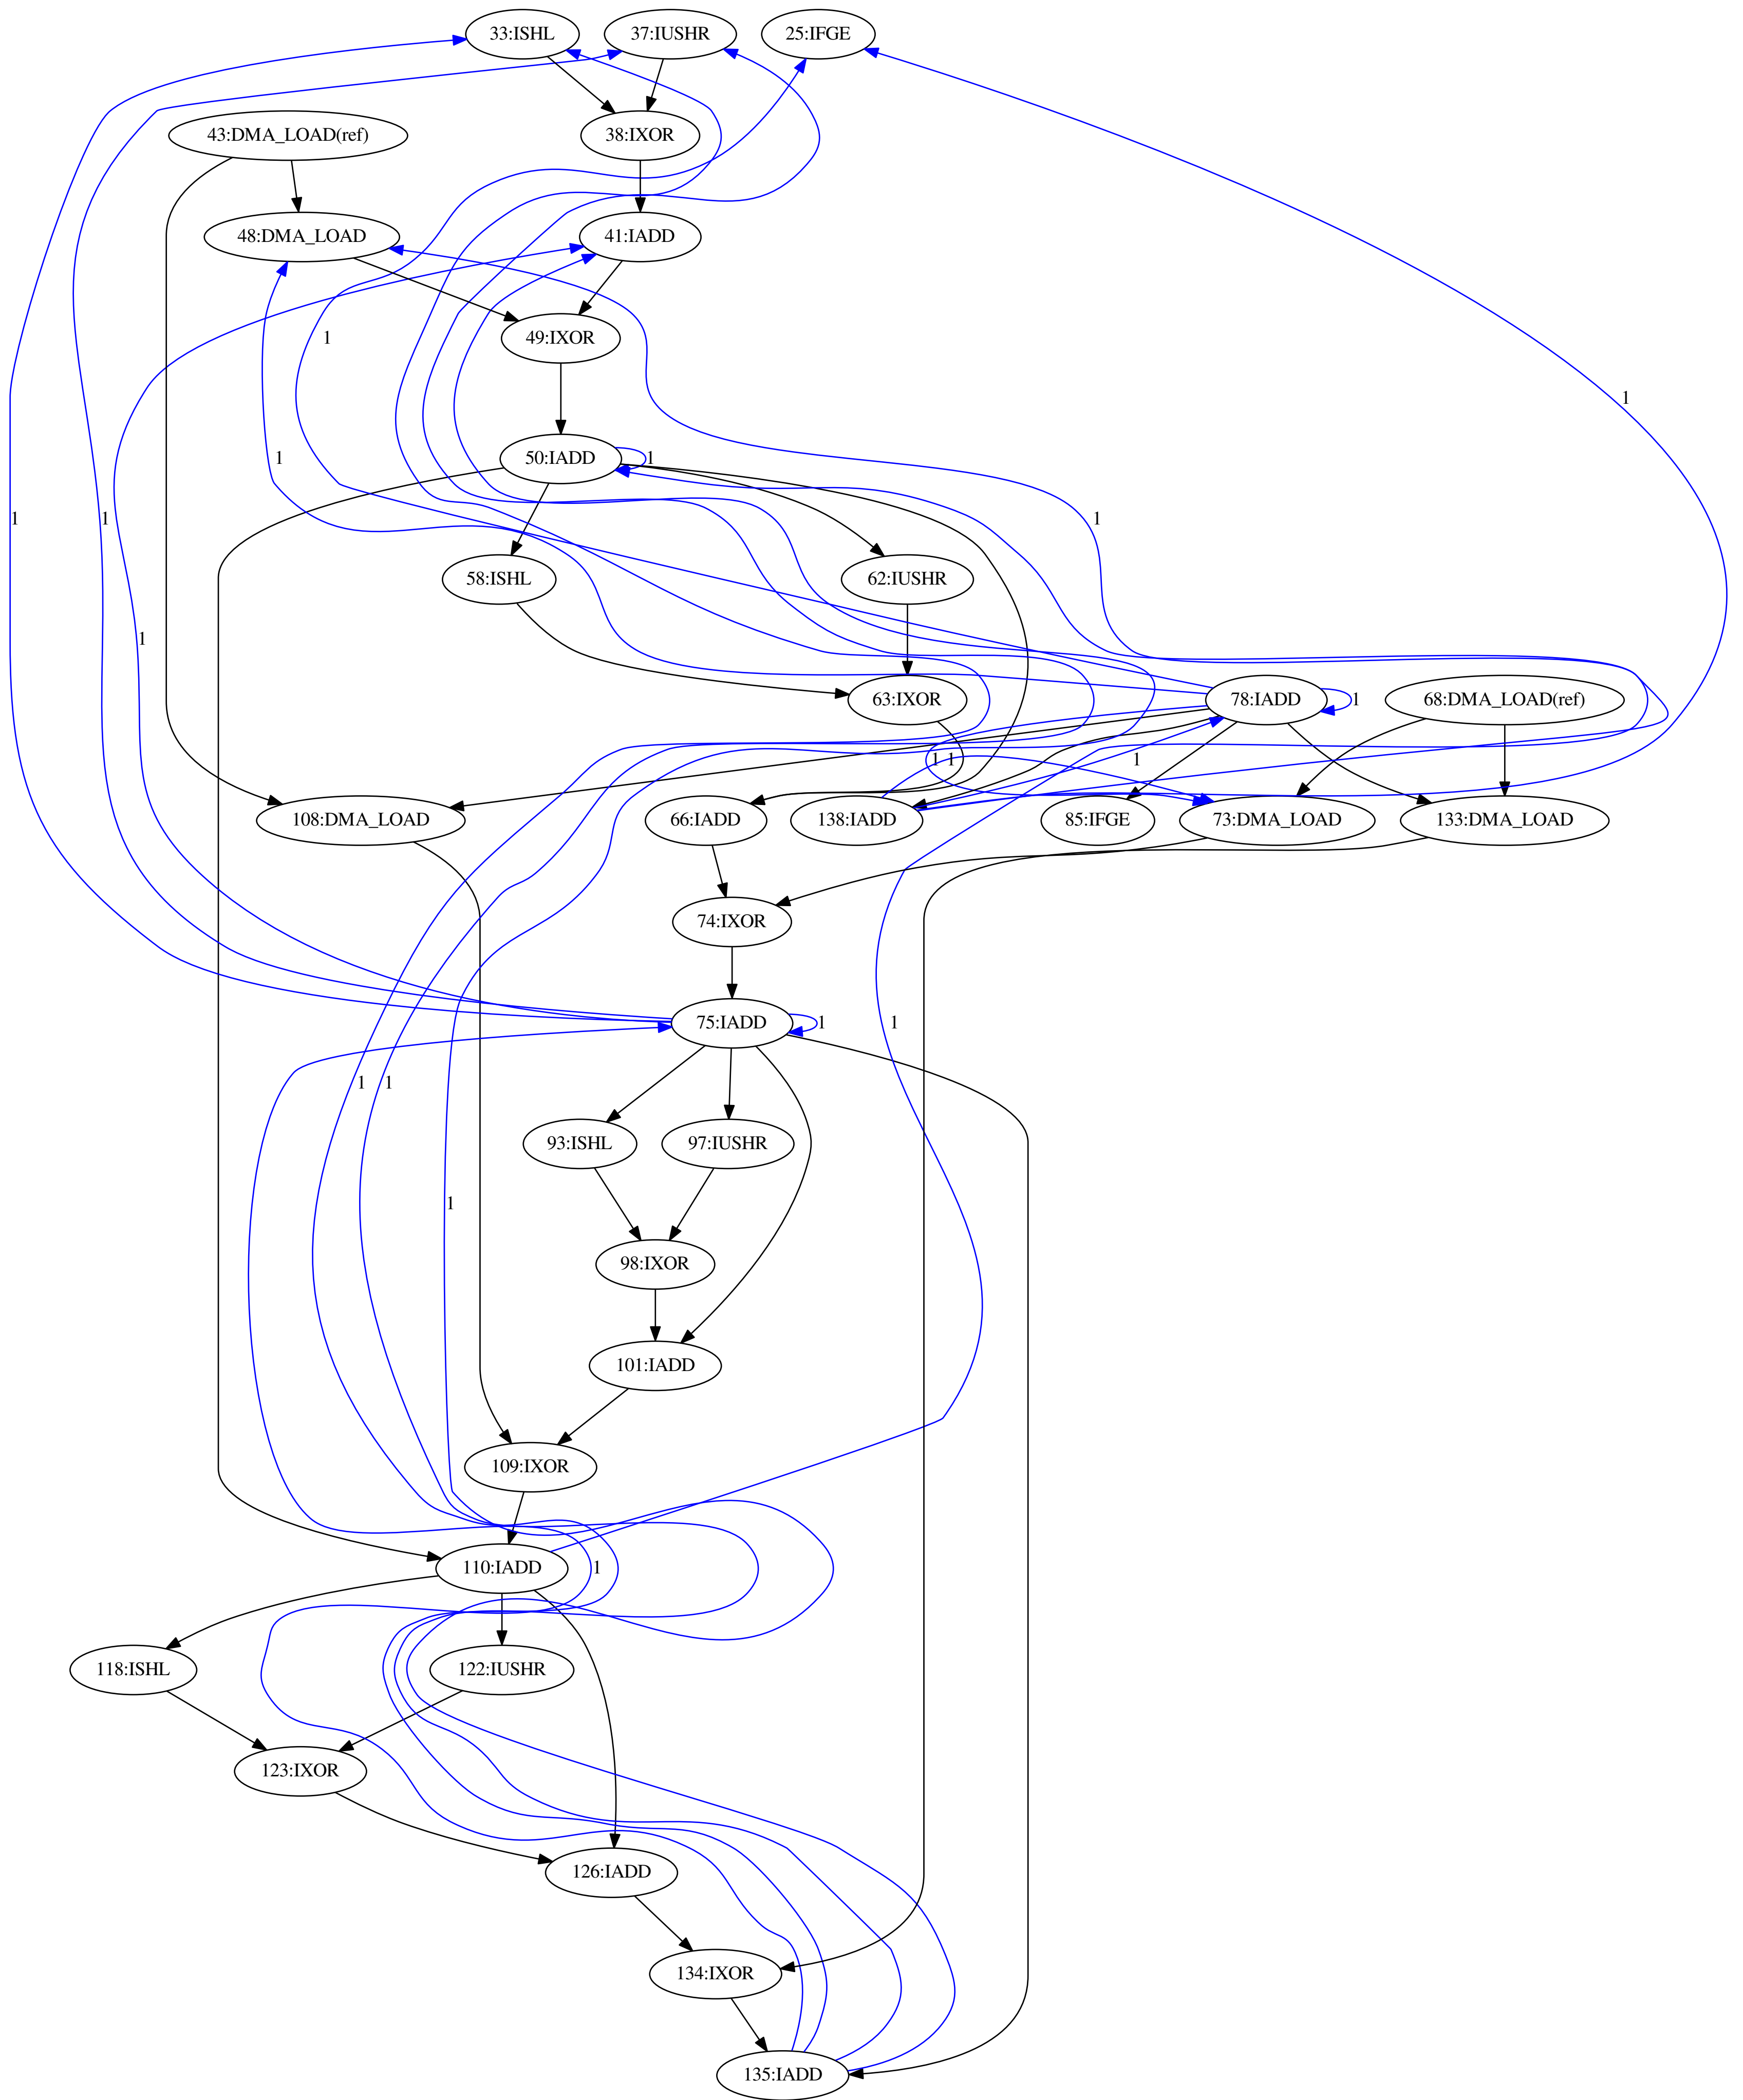 33:ISHL
37:IUSHR
25:IFGE
43:DMA_LOAD(ref)
38:IXOR
48:DMA_LOAD
41:IADD
1
49:IXOR
1
50:IADD
1
1
1
1
1
58:ISHL
62:IUSHR
1
63:IXOR
78:IADD
1
68:DMA_LOAD(ref)
1
1
1
108:DMA_LOAD
66:IADD
138:IADD
85:IFGE
73:DMA_LOAD
133:DMA_LOAD
74:IXOR
75:IADD
1
1
1
1
93:ISHL
97:IUSHR
1
98:IXOR
101:IADD
109:IXOR
110:IADD
1
118:ISHL
122:IUSHR
123:IXOR
126:IADD
134:IXOR
135:IADD